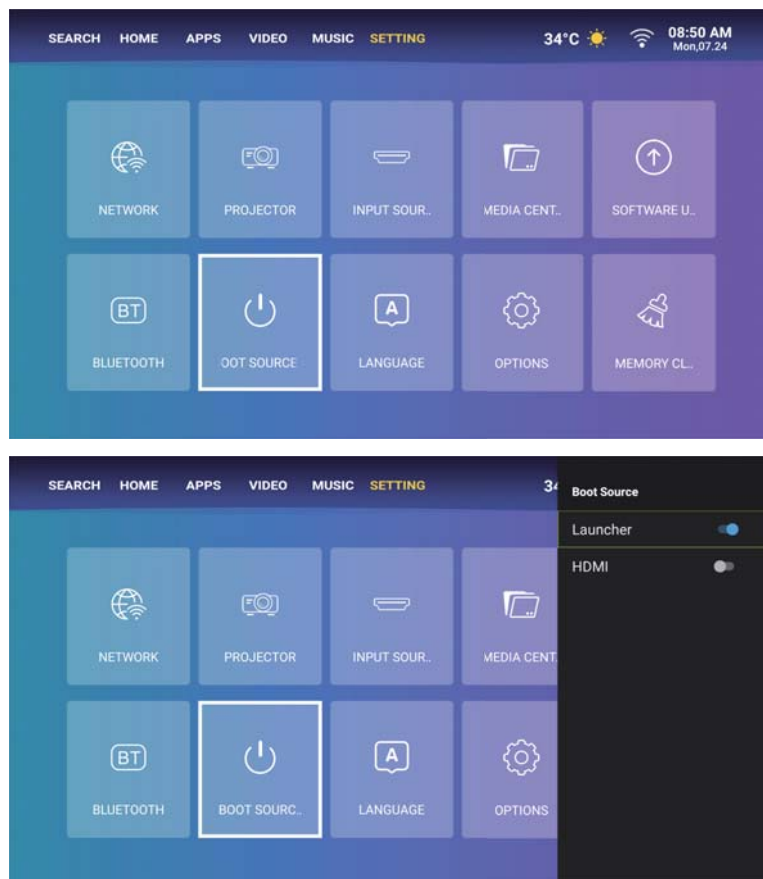 SEARCH HOME APPS VIDEO MUSIC SETTING 34°C 08:50 AM
Mon,07.24
NETWORK PROJECTOR INPUT SOUR.. MEDIA CENT.. SOFTWARE U..
BT A
BLUETOOTH OOT SOURCE LANGUAGE OPTIONS MEMORY CL..
SEARCH HOME APPS VIDEO MUSIC SETTING 34
Boot Source
Launcher
HDMI
NETWORK PROJECTOR INPUT SOUR.. MEDIA CENT
BT A
BLUETOOTH BOOT SOURC.. LANGUAGE OPTIONS